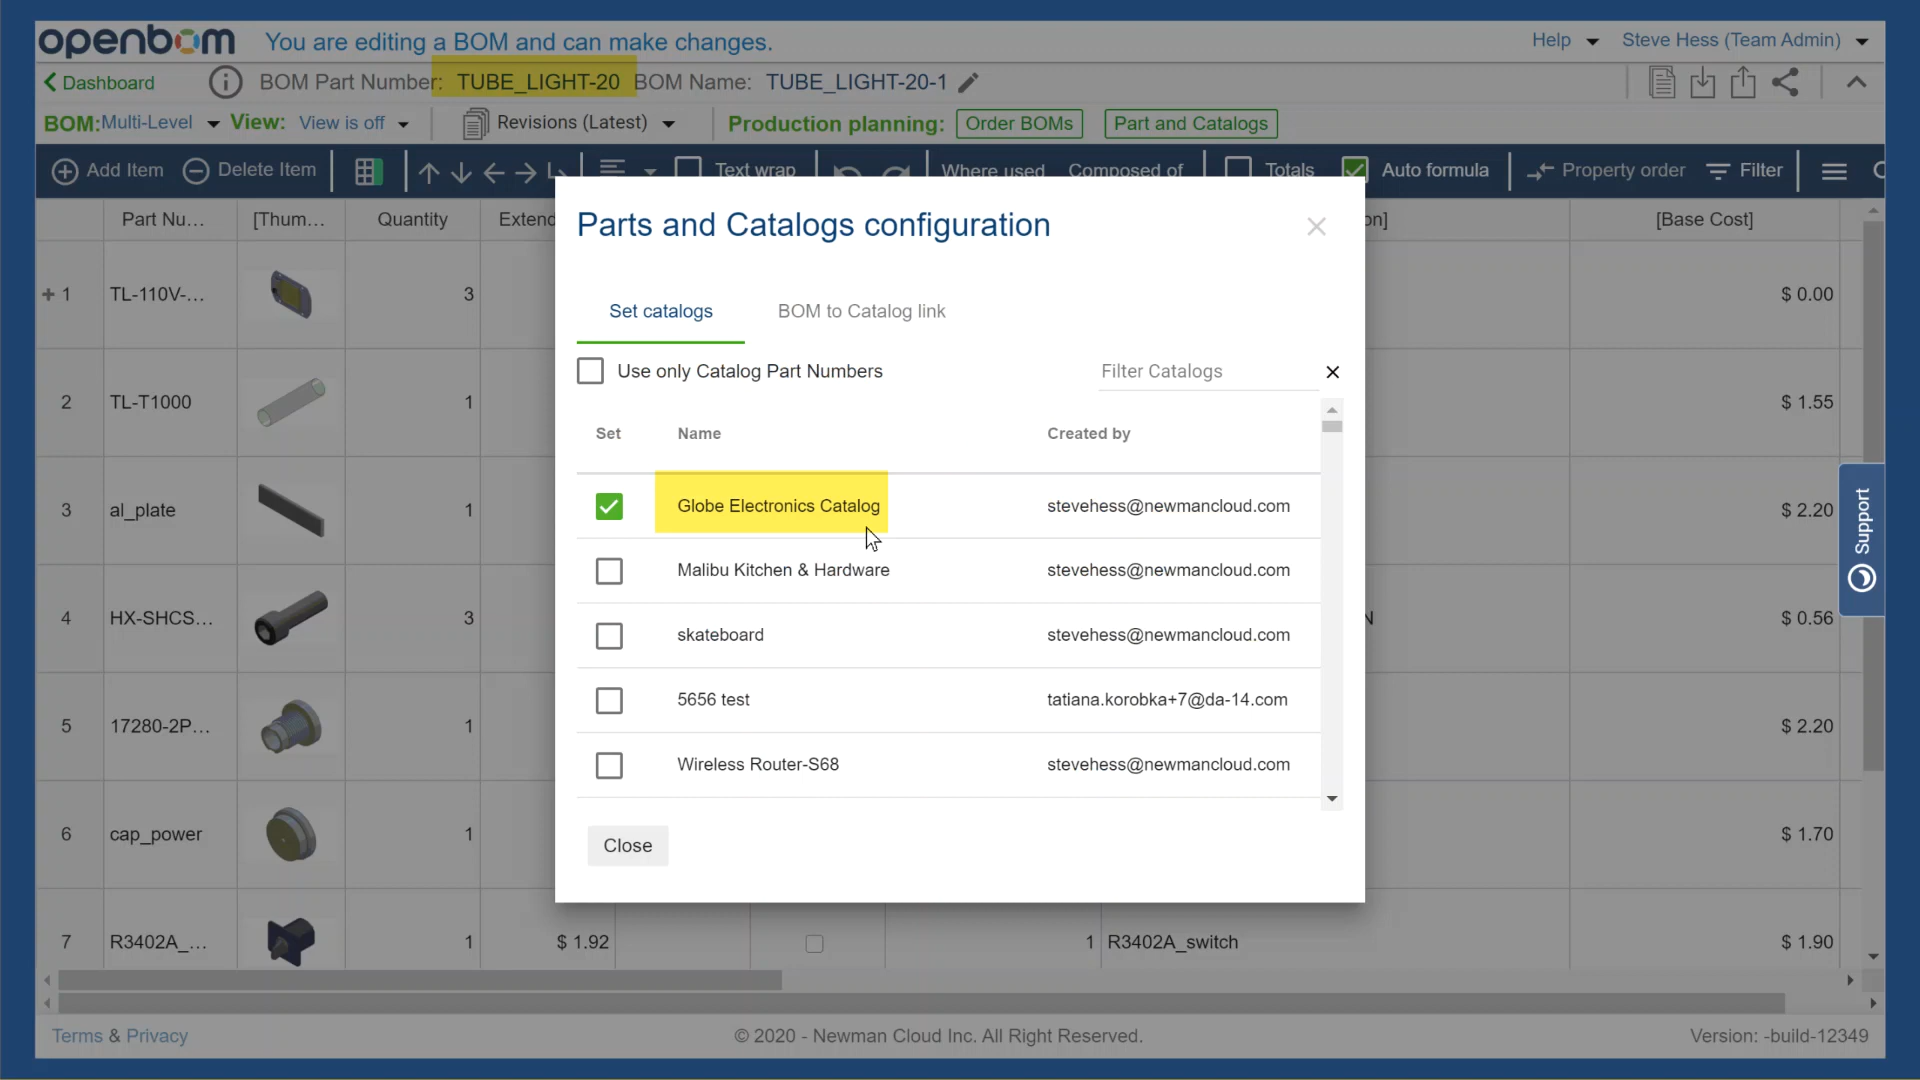 openbom You are editing a BOM and can make changes. Help Steve Hess (Team Admin)
Dashboard BOM Part Number: TUBE_LIGHT-20 BOM Name: TUBE_LIGHT-20-1
BOM: Multi-Level View: View is off Revisions (Latest) Production planning: Order BOMs Part and Catalogs
Add Item Delete Item Text wrap Where used Composed of Totals Auto formula Property order Filter
Part Nu... [Thum... Quantity Extend on] [Base Cost]
Parts and Catalogs configuration
Set catalogs BOM to Catalog link
Use only Catalog Part Numbers Filter Catalogs
Set Name Created by
Globe Electronics Catalog stevehess@newmancloud.com
Malibu Kitchen & Hardware stevehess@newmancloud.com
skateboard stevehess@newmancloud.com
5656 test tatiana.korobka+7@da-14.com
Wireless Router-S68 stevehess@newmancloud.com
Close
1 TL-110V-... 3 $ 0.00
2 TL-T1000 1 $ 1.55
3 al_plate 1 $ 2.20
4 HX-SHCS... 3 N $ 0.56
5 17280-2P... 1 $ 2.20
6 cap_power 1 $ 1.70
7 R3402A_... 1 $ 1.92 1 R3402A_switch $ 1.90
Support
Terms & Privacy © 2020 - Newman Cloud Inc. All Right Reserved. Version: -build-12349